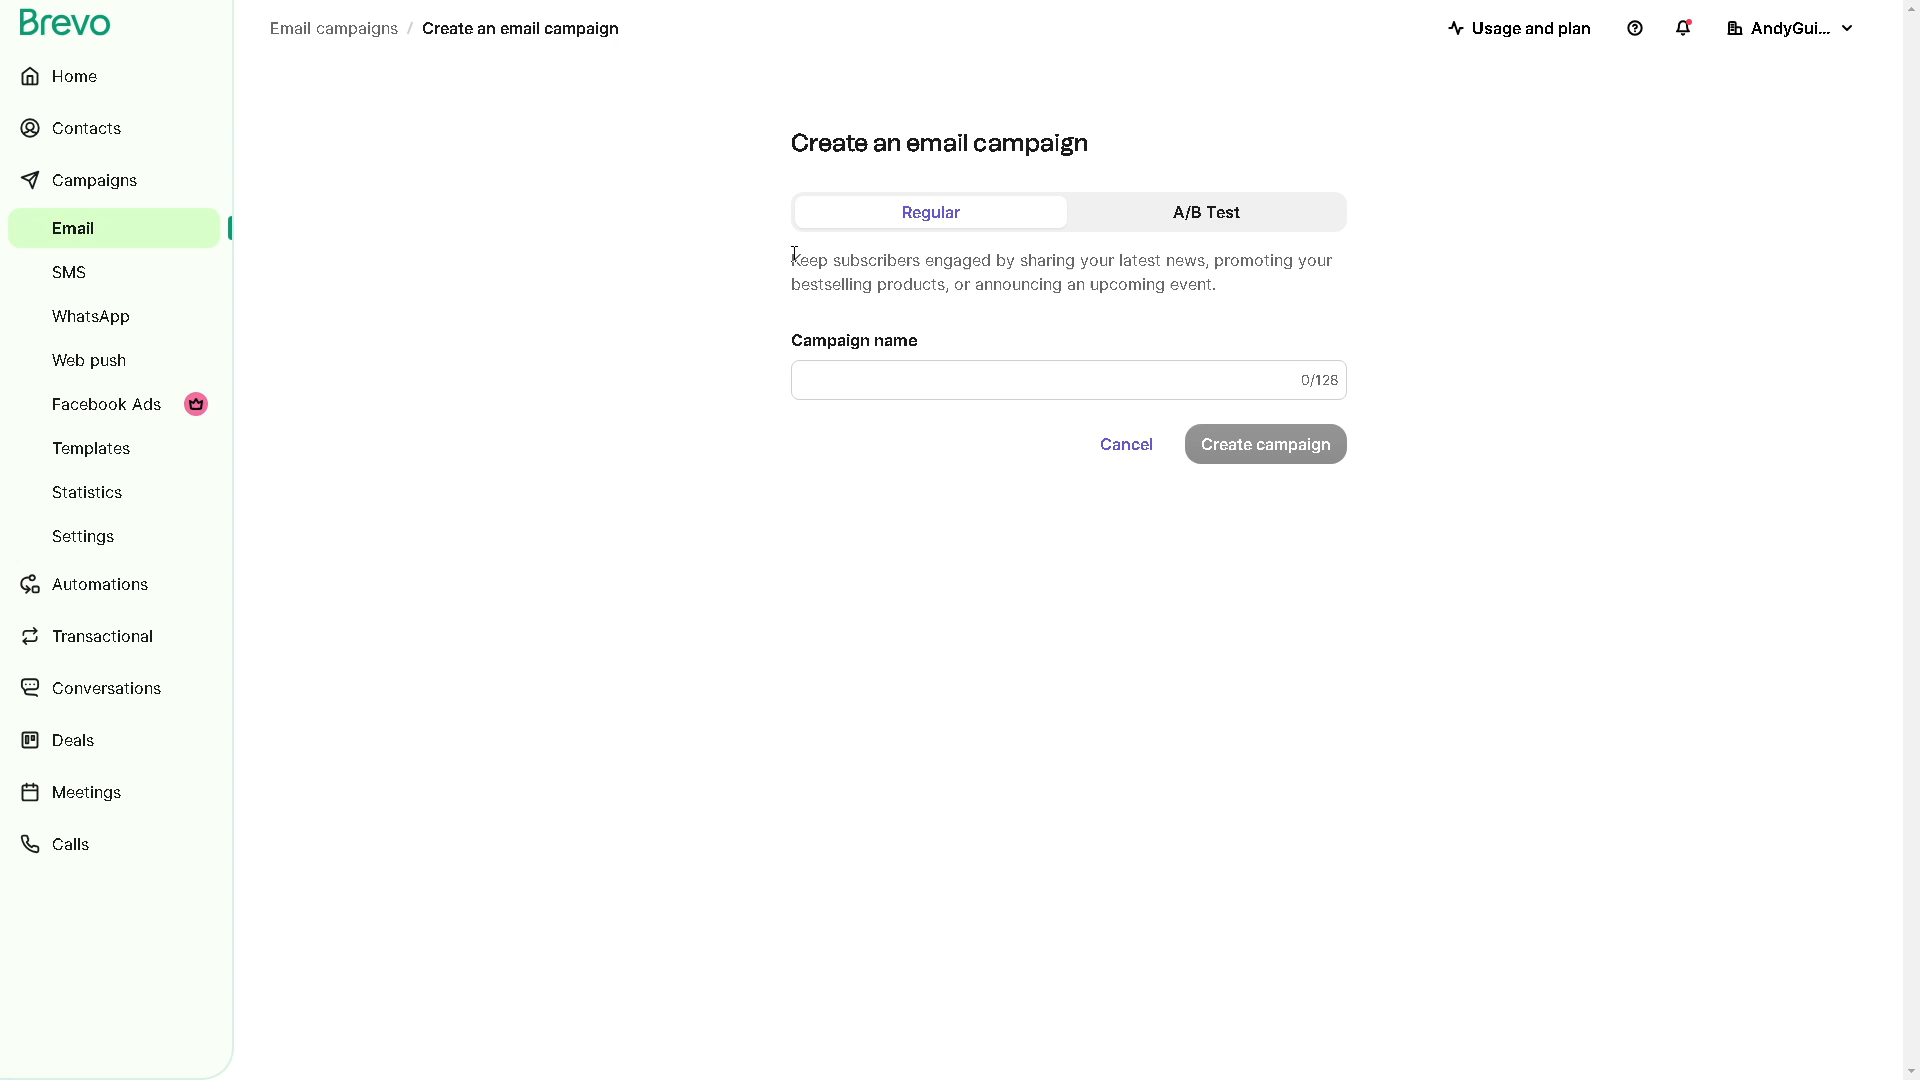 Brevo
Email campaigns / Create an email campaign
Usage and plan
AndyGui...
Home
Contacts
Campaigns
Email
SMS
WhatsApp
Web push
Facebook Ads
Templates
Statistics
Settings
Automations
Transactional
Conversations
Deals
Meetings
Calls
Create an email campaign
Regular
A/B Test
Keep subscribers engaged by sharing your latest news, promoting your
bestselling products, or announcing an upcoming event.
Campaign name
0/128
Cancel
Create campaign